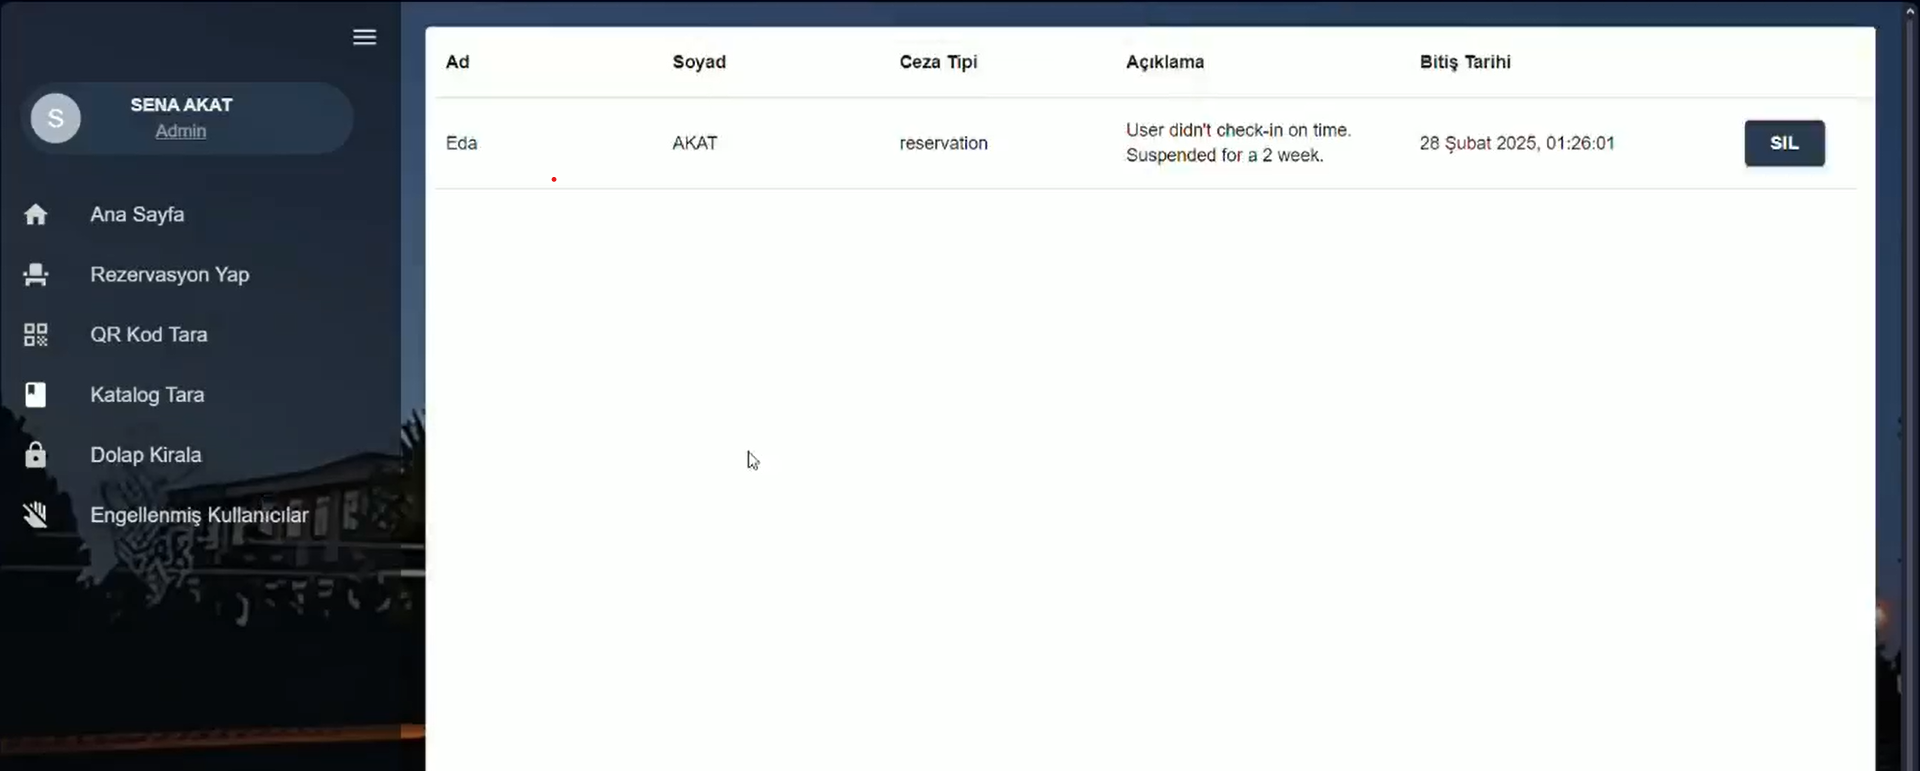 S
SENA AKAT
Admin
Ana Sayfa
Rezervasyon Yap
QR Kod Tara
Katalog Tara
Dolap Kirala
Engellenmiş Kullanıcılar
Ad Soyad Ceza Tipi Açıklama Bitiş Tarihi
Eda AKAT reservation User didn't check-in on time. 28 Şubat 2025, 01:26:01 SIL
Suspended for a 2 week.